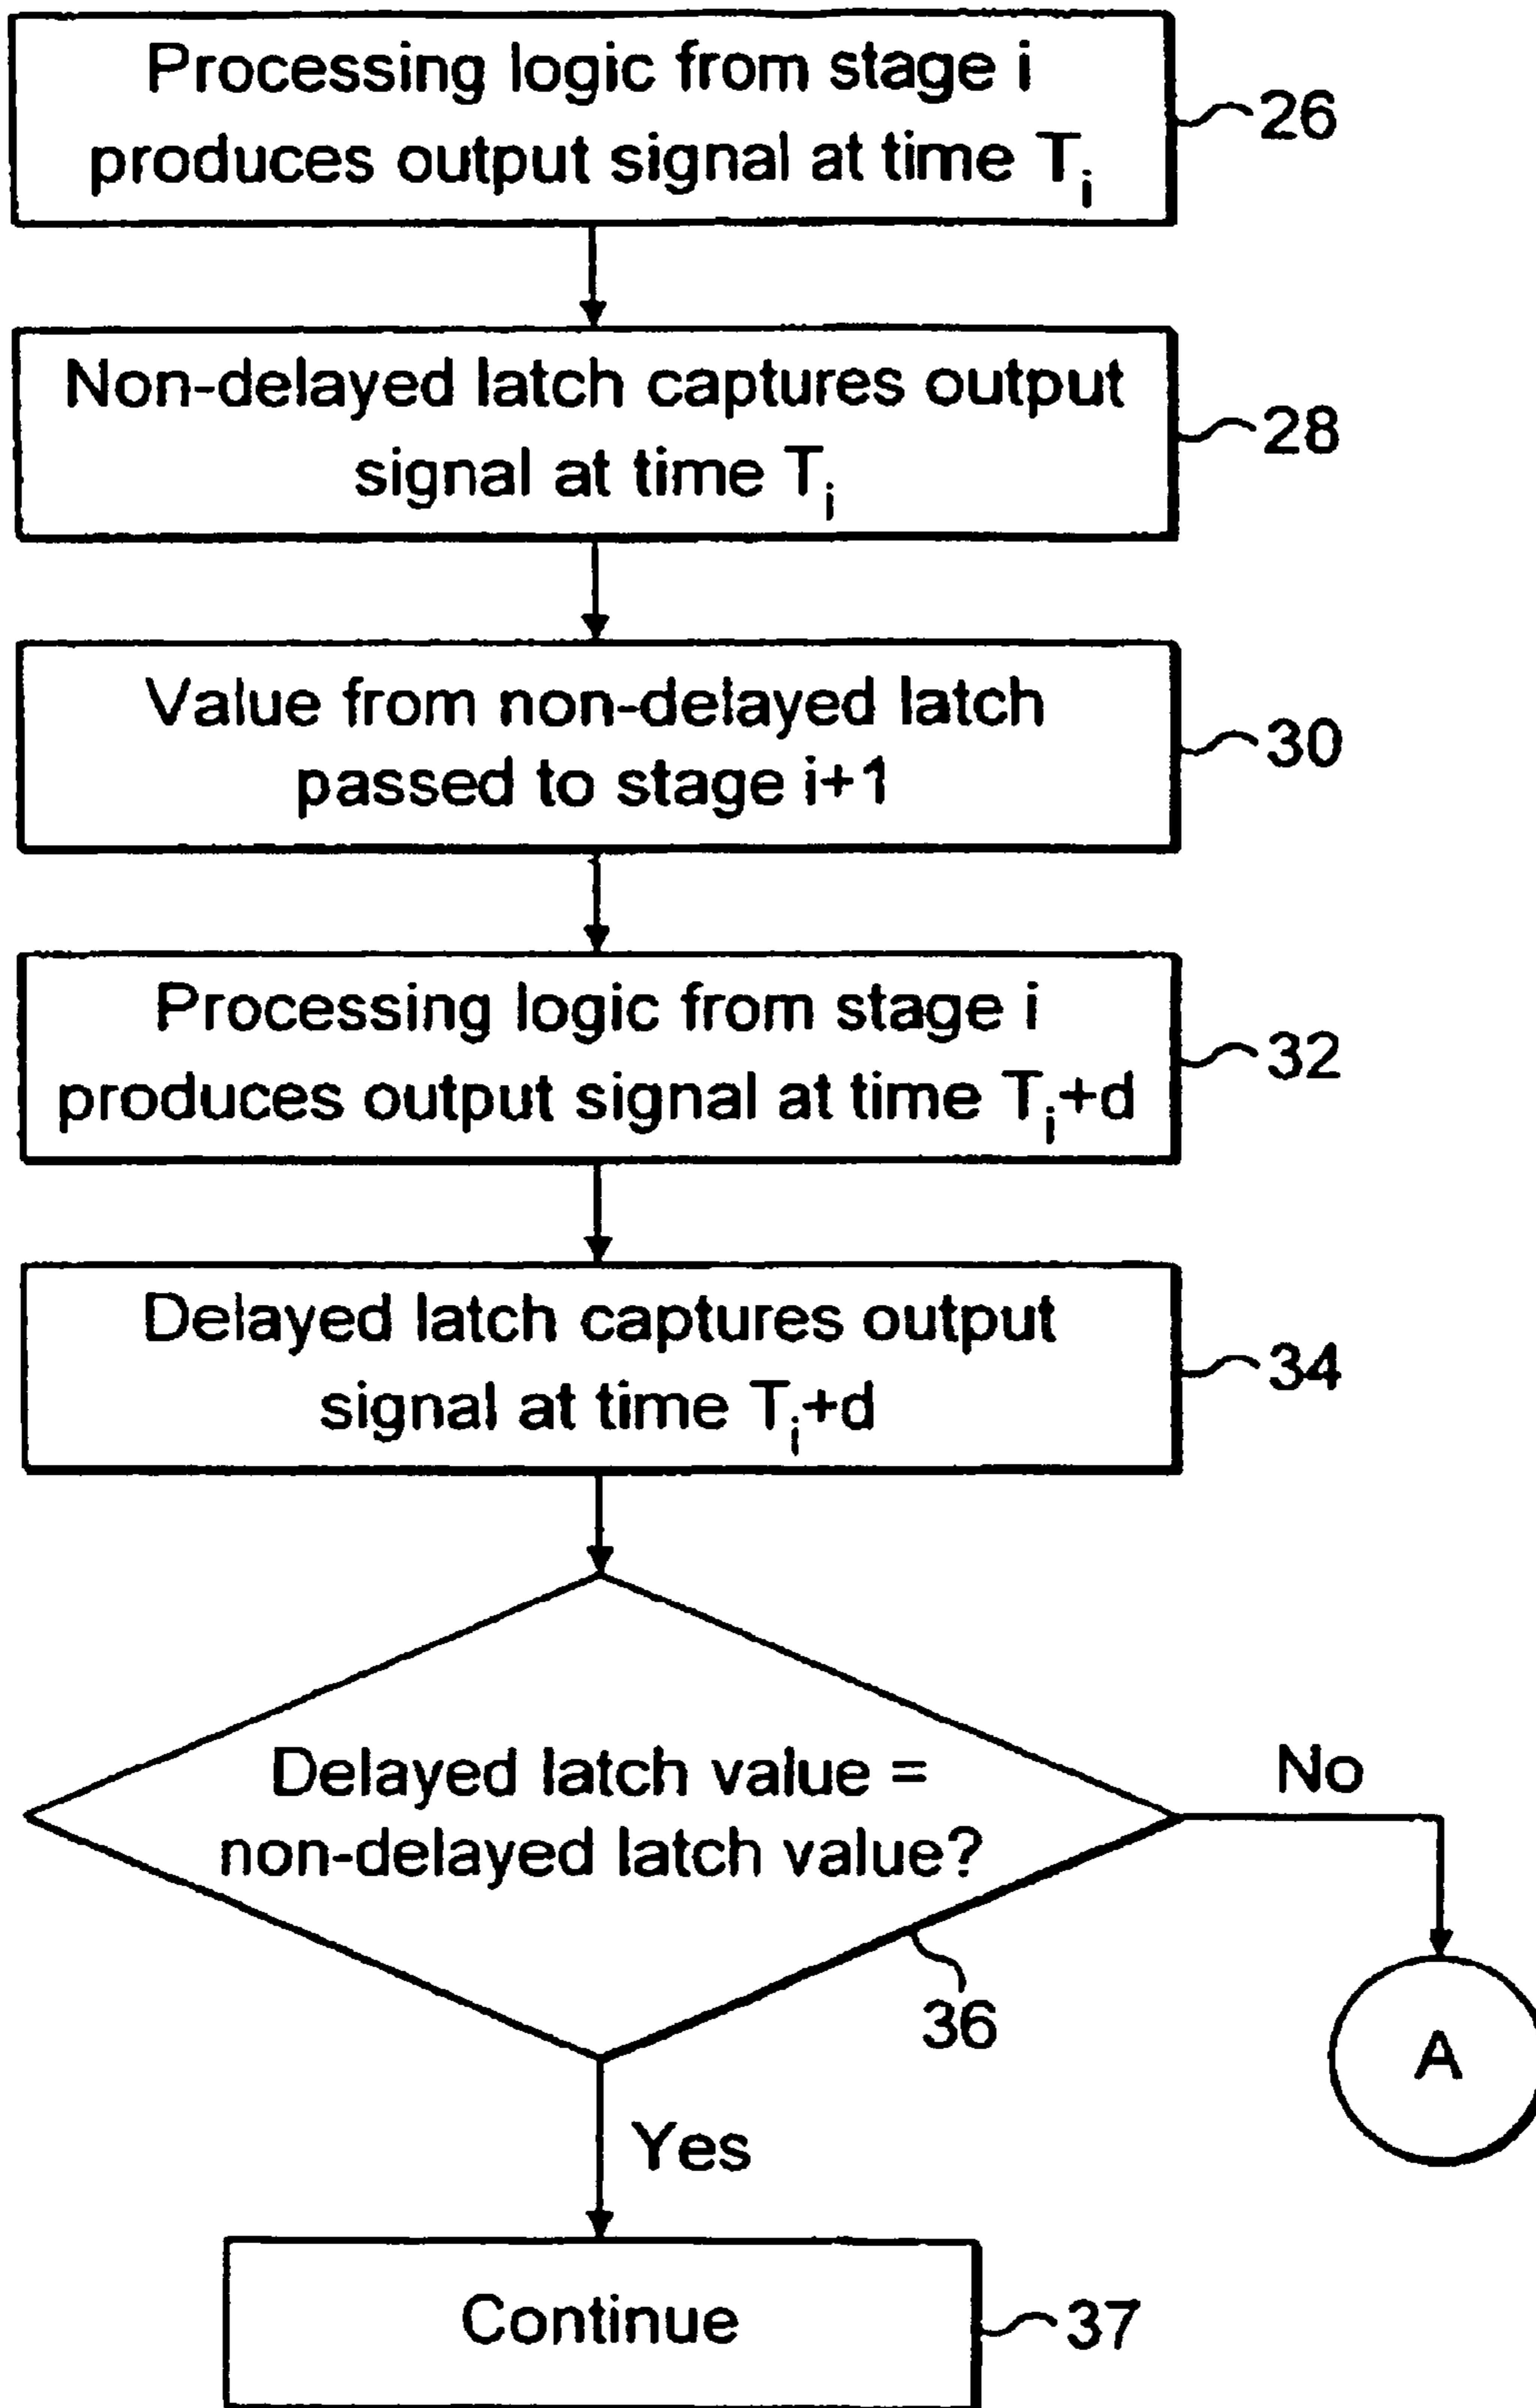 Processing logic from stage i
produces output signal at time Ti
26
Non-delayed latch captures output
signal at time Ti
28
Value from non-delayed latch
passed to stage i+1
30
Processing logic from stage i
produces output signal at time Ti+d
32
Delayed latch captures output
signal at time Ti+d
34
Delayed latch value =
non-delayed latch value?
No
36
A
Yes
Continue
37